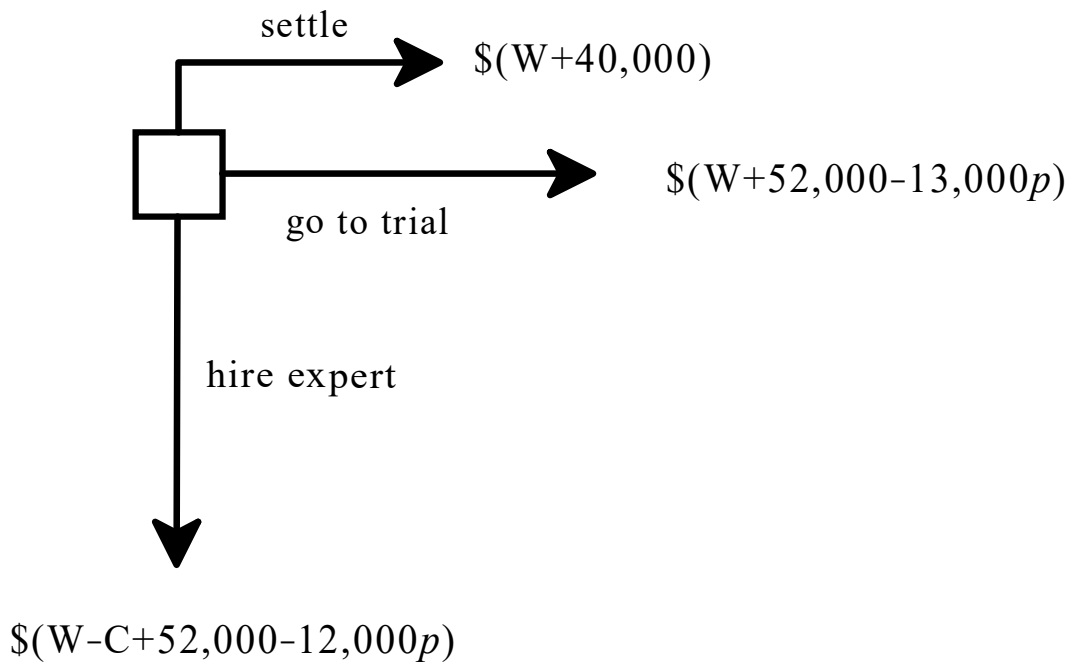 settle
$(W+40,000)
$(W+52,000-13,000p)
go to trial
hire expert
$(W-C+52,000-12,000p)